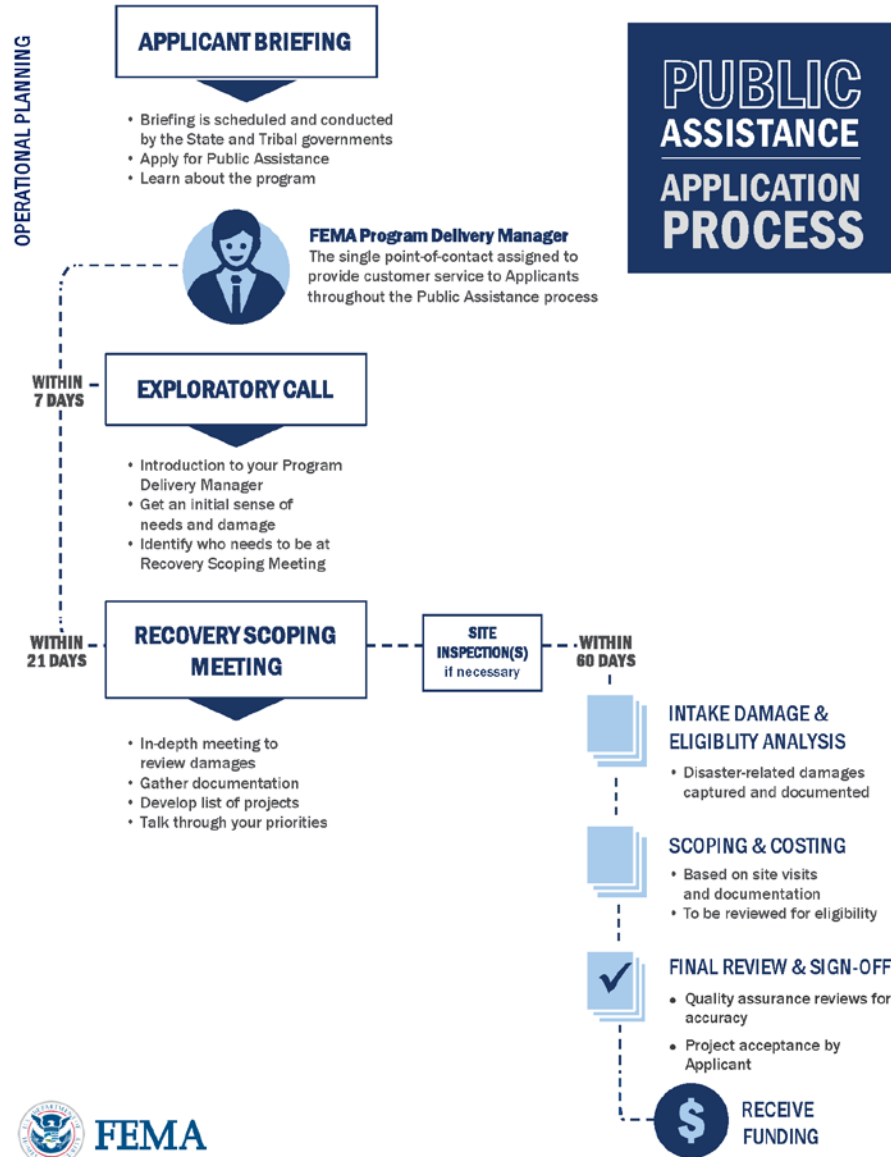 OPERATIONAL PLANNING
APPLICANT BRIEFING
• Briefing is scheduled and conducted
by the State and Tribal governments
• Apply for Public Assistance
• Learn about the program
PUBLIC
ASSISTANCE
APPLICATION
PROCESS
FEMA Program Delivery Manager
The single point-of-contact assigned to
provide customer service to Applicants
throughout the Public Assistance process
WITHIN
7 DAYS
EXPLORATORY CALL
• Introduction to your Program
Delivery Manager
• Get an initial sense of
needs and damage
• Identify who needs to be at
Recovery Scoping Meeting
WITHIN
21 DAYS
RECOVERY SCOPING
MEETING
• In-depth meeting to
review damages
• Gather documentation
• Develop list of projects
• Talk through your priorities
SITE
INSPECTION(S)
if necessary
WITHIN
60 DAYS
INTAKE DAMAGE &
ELIGIBLITY ANALYSIS
• Disaster-related damages
captured and documented
SCOPING & COSTING
• Based on site visits
and documentation
• To be reviewed for eligibility
FINAL REVIEW & SIGN-OFF
• Quality assurance reviews for
accuracy
• Project acceptance by
Applicant
$
RECEIVE
FUNDING
FEMA